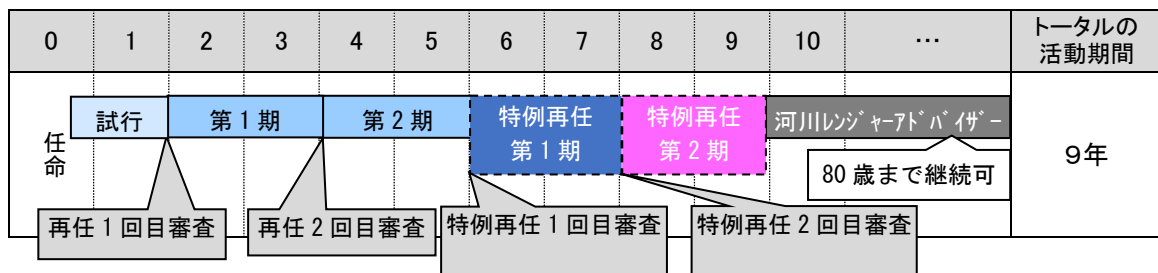 0 1 2 3 4 5 6 7 8 9 10 …
トータルの
活動期間
任
命
試行
第1期
第2期
特例再任
第1期
特例再任
第2期
河川ﾚﾝｼﾞｬｰｱﾄﾞﾊﾞｲｻﾞｰ
80歳まで継続可
9年
再任1回目審査
再任2回目審査
特例再任1回目審査
特例再任2回目審査